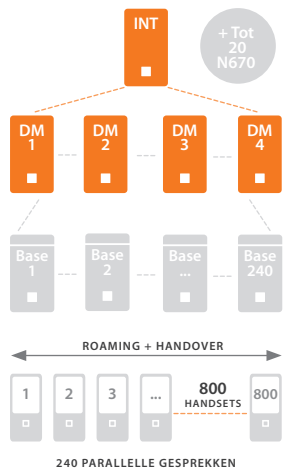 INT
+ Tot
20
N670
DM
1
DM
2
DM
3
DM
4
Base
1
Base
2
Base
...
Base
240
ROAMING + HANDOVER
1
2
3
...
800
HANDSETS
800
240 PARALLELLE GESPREKKEN